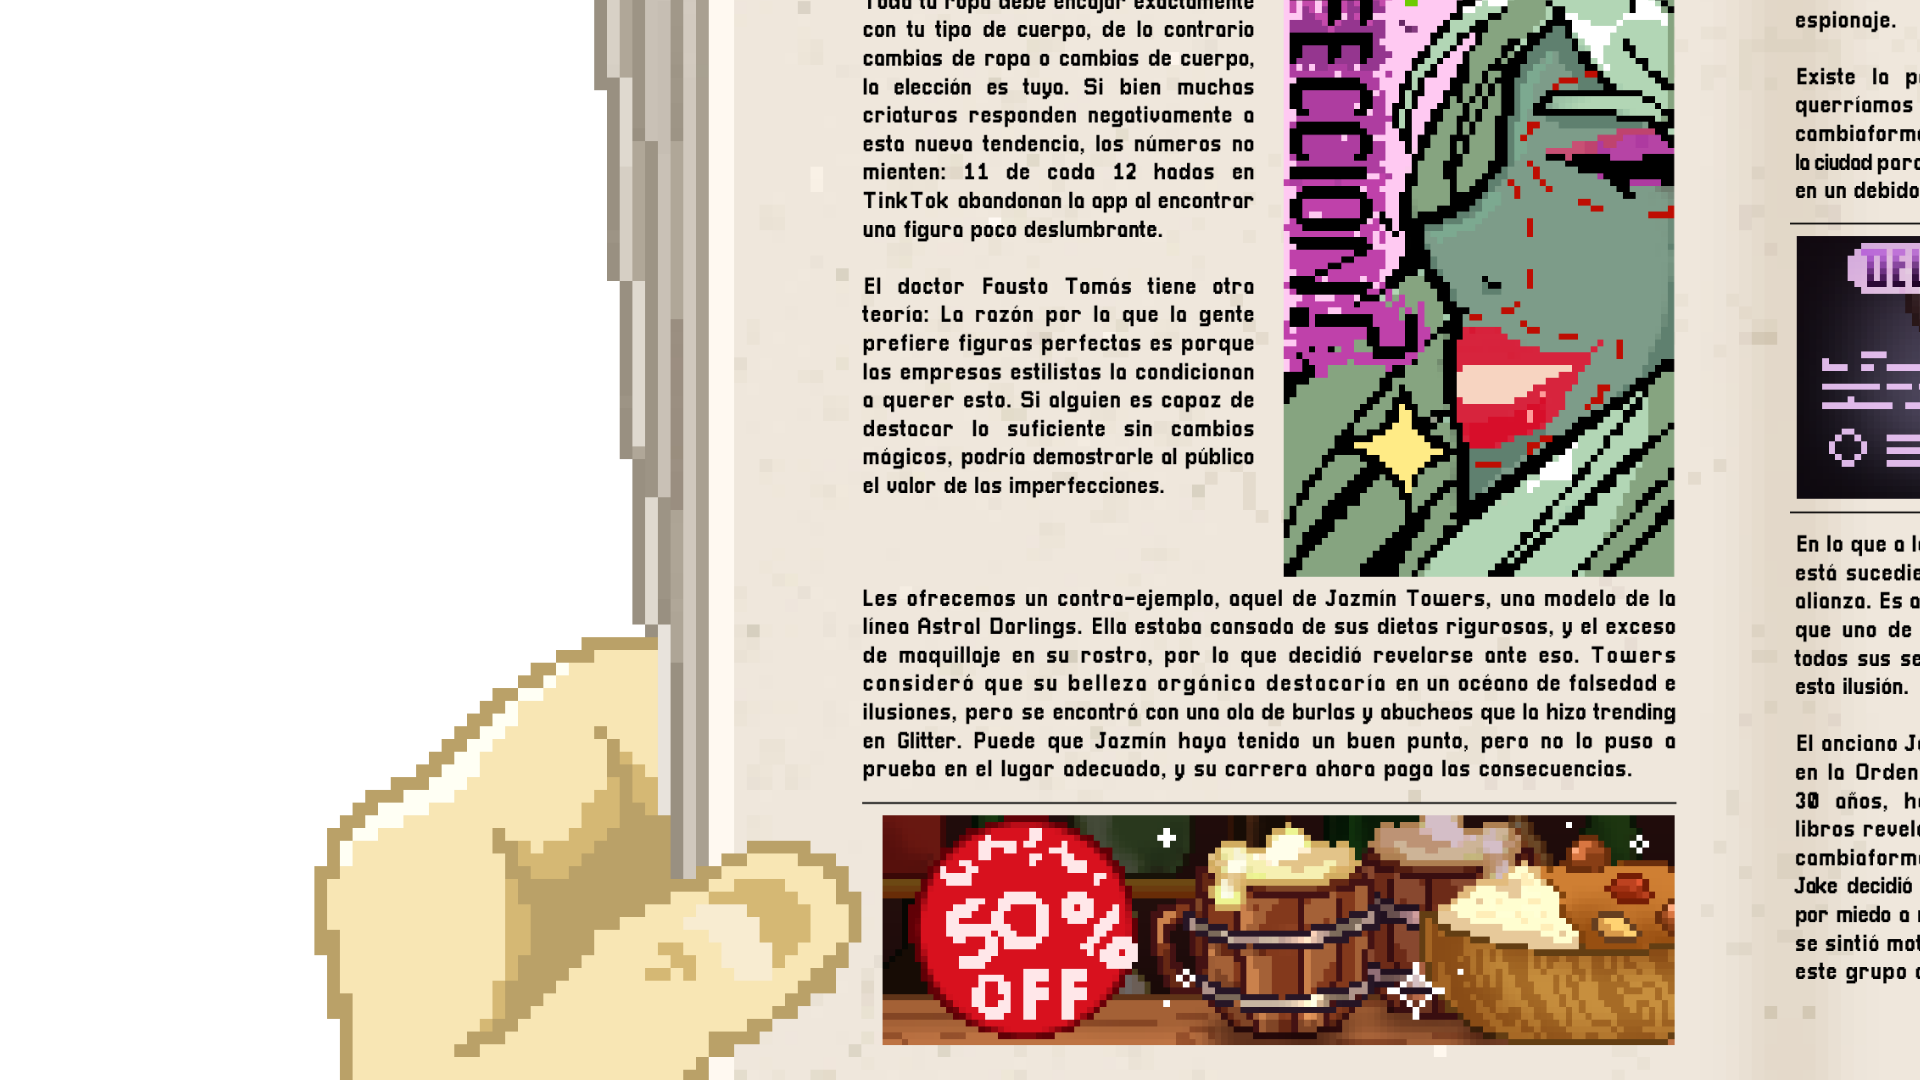 Toda tu ropa debe encajar exactamente
con tu tipo de cuerpo, de lo contrario
cambias de ropa o cambias de cuerpo,
la elección es tuya. Si bien muchas
criaturas responden negativamente a
esta nueva tendencia, los números no
mienten: 11 de cada 12 hadas en
TinkTok abandonan la app al encontrar
una figura poco deslumbrante.
El doctor Fausto Tomás tiene otra
teoría: La razón por la que la gente
prefiere figuras perfectas es porque
las empresas estilistas la condicionan
a querer esto. Si alguien es capaz de
destacar lo suficiente sin cambios
mágicos, podría demostrarle al público
el valor de las imperfecciones.
ECCION?
Les ofrecemos un contra-ejemplo, aquel de Jazmín Towers, una modelo de la
línea Astral Darlings. Ella estaba cansada de sus dietas rigurosas, y el exceso
de maquillaje en su rostro, por lo que decidió revelarse ante eso. Towers
consideró que su belleza orgánica destacaría en un océano de falsedad e
ilusiones, pero se encontró con una ola de burlas y abucheos que la hizo trending
en Glitter. Puede que Jazmín haya tenido un buen punto, pero no lo puso a
prueba en el lugar adecuado, y su carrera ahora paga las consecuencias.
50%
OFF
espionaje.
Existe la
querríamos
cambiaform
la ciudad par
en un debid
En lo que a l
está sucedi
alianza. Es
que uno de
todos sus se
esta ilusión.
El anciano J
en la Orden
30 años, h
libros revel
cambiaform
Jake decidió
por miedo a
se sintió mo
este grupo